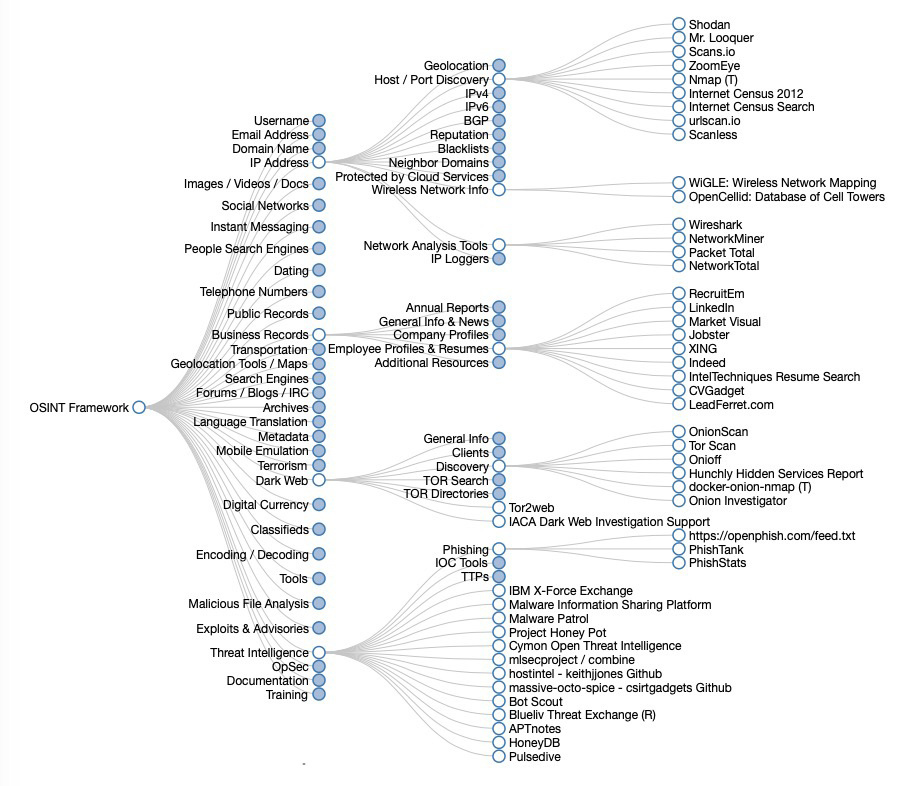 OSINT Framework
Username
Email Address
Domain Name
IP Address
Images / Videos / Docs
Social Networks
Instant Messaging
People Search Engines
Dating
Telephone Numbers
Public Records
Business Records
Transportation
Geolocation Tools / Maps
Search Engines
Forums / Blogs / IRC
Archives
Language Translation
Metadata
Mobile Emulation
Terrorism
Dark Web
Digital Currency
Classifieds
Encoding / Decoding
Tools
Malicious File Analysis
Exploits & Advisories
Threat Intelligence
OpSec
Documentation
Training
Geolocation
Host / Port Discovery
IPv4
IPv6
BGP
Reputation
Blacklists
Neighbor Domains
Protected by Cloud Services
Wireless Network Info
Network Analysis Tools
IP Loggers
Annual Reports
General Info & News
Company Profiles
Employee Profiles & Resumes
Additional Resources
General Info
Clients
Discovery
TOR Search
TOR Directories
Tor2web
IACA Dark Web Investigation Support
Phishing
IOC Tools
TTPs
IBM X-Force Exchange
Malware Information Sharing Platform
Malware Patrol
Project Honey Pot
Cymon Open Threat Intelligence
mlsecproject / combine
hostintel - keithjjones Github
massive-octo-spice - csirtgadgets Github
Bot Scout
Blueliv Threat Exchange (R)
APTnotes
HoneyDB
Pulsedive
Shodan
Mr. Looquer
Scans.io
ZoomEye
Nmap (T)
Internet Census 2012
Internet Census Search
urlscan.io
Scanless
WiGLE: Wireless Network Mapping
OpenCellid: Database of Cell Towers
Wireshark
NetworkMiner
Packet Total
NetworkTotal
RecruitEm
LinkedIn
Market Visual
Jobster
XING
Indeed
IntelTechniques Resume Search
CVGadget
LeadFerret.com
OnionScan
Tor Scan
Onioff
Hunchly Hidden Services Report
docker-onion-nmap (T)
Onion Investigator
https://openphish.com/feed.txt
PhishTank
PhishStats